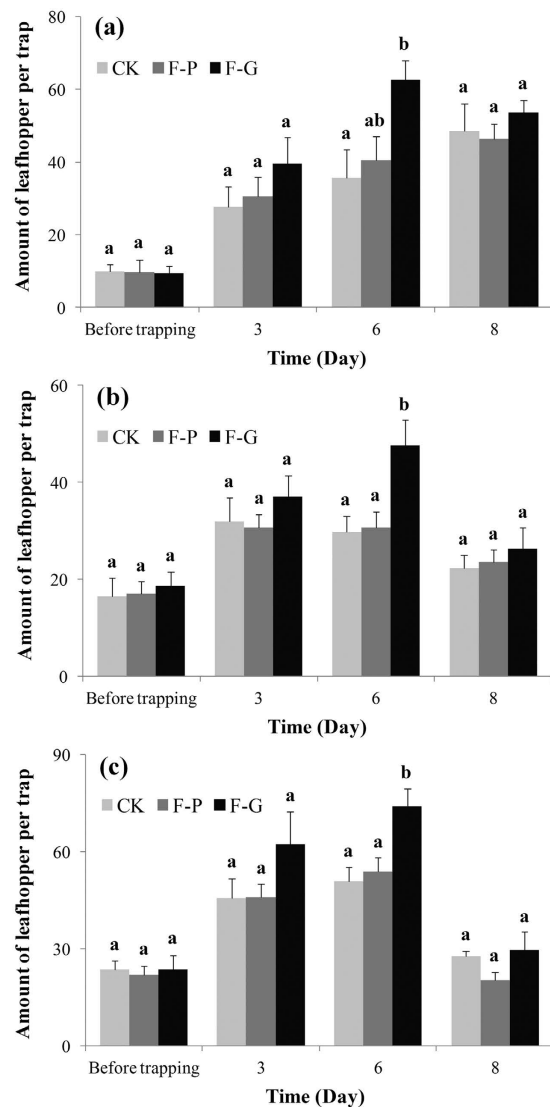 (a)
80
60
40
20
0
Amount of leafhopper per trap
CK F-P F-G
a a a
a a a
a ab b
a a a
Before trapping 3 6 8
Time (Day)
(b)
60
40
20
0
Amount of leafhopper per trap
CK F-P F-G
a a a
a a a
a a b
a a a
Before trapping 3 6 8
Time (Day)
(c)
90
60
30
0
Amount of leafhopper per trap
CK F-P F-G
a a a
a a a
a a b
a a a
Before trapping 3 6 8
Time (Day)